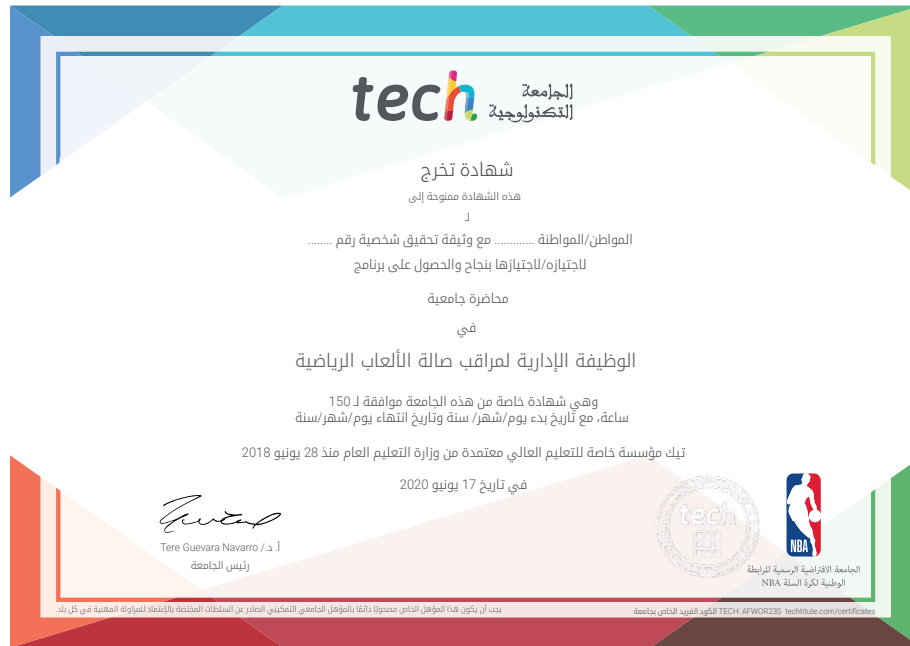 tech الجامعة
التكنولوجية
شهادة تخرج
هذه الشهادة ممنوحة إلى
لـ
المواطن/المواطنة ............ مع وثيقة تحقيق شخصية رقم ........
لاجتيازه/لاجتيازها بنجاح والحصول على برنامج
محاضرة جامعية
في
الوظيفة الإدارية لمراقب صالة الألعاب الرياضية
وهي شهادة خاصة من هذه الجامعة موافقة لـ 150
ساعة، مع تاريخ بدء يوم/شهر/ سنة وتاريخ انتهاء يوم/شهر/سنة
تيك مؤسسة خاصة للتعليم العالي معتمدة من وزارة التعليم العام منذ 28 يونيو 2018
في تاريخ 17 يونيو 2020
tech
NBA
أ. د./ Tere Guevara Navarro
رئيس الجامعة
الجامعة الافتراضية الرسمية للرابطة
الوطنية لكرة السلة NBA
يجب أن يكون هذا المؤهل الخاص مصحوبًا دائمًا بالمؤهل الجامعي التمكيني الصادر عن السلطات المختصة بالإعتماد للمزاولة المهنية في كل بلد.
الكود الفريد الخاص بجامعة TECH: AFWOR23S techtitute.com/certificates